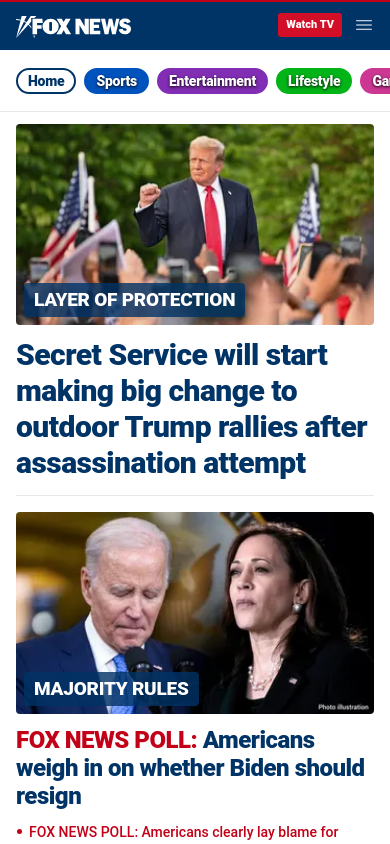 FOX NEWS
Watch TV
Home
Sports
Entertainment
Lifestyle
Ga
LAYER OF PROTECTION
Secret Service will start
making big change to
outdoor Trump rallies after
assassination attempt
MAJORITY RULES
Photo illustration
FOX NEWS POLL: Americans
weigh in on whether Biden should
resign
• FOX NEWS POLL: Americans clearly lay blame for